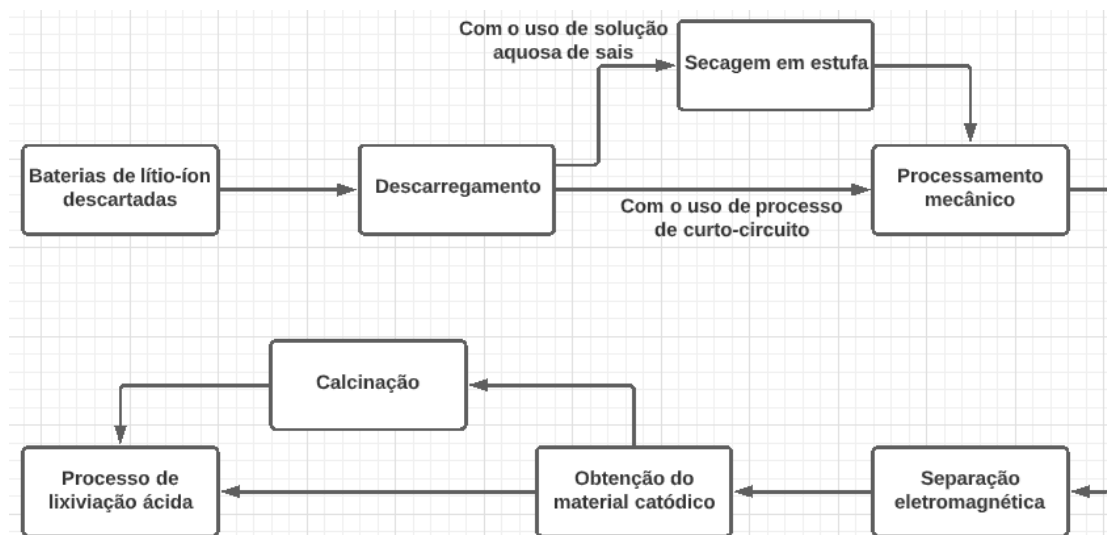 Com o uso de solução
aquosa de sais
Secagem em estufa
Baterias de lítio-íon
descartadas
Descarregamento
Com o uso de processo
de curto-circuito
Processamento
mecânico
Calcinação
Processo de
lixiviação ácida
Obtenção do
material catódico
Separação
eletromagnética